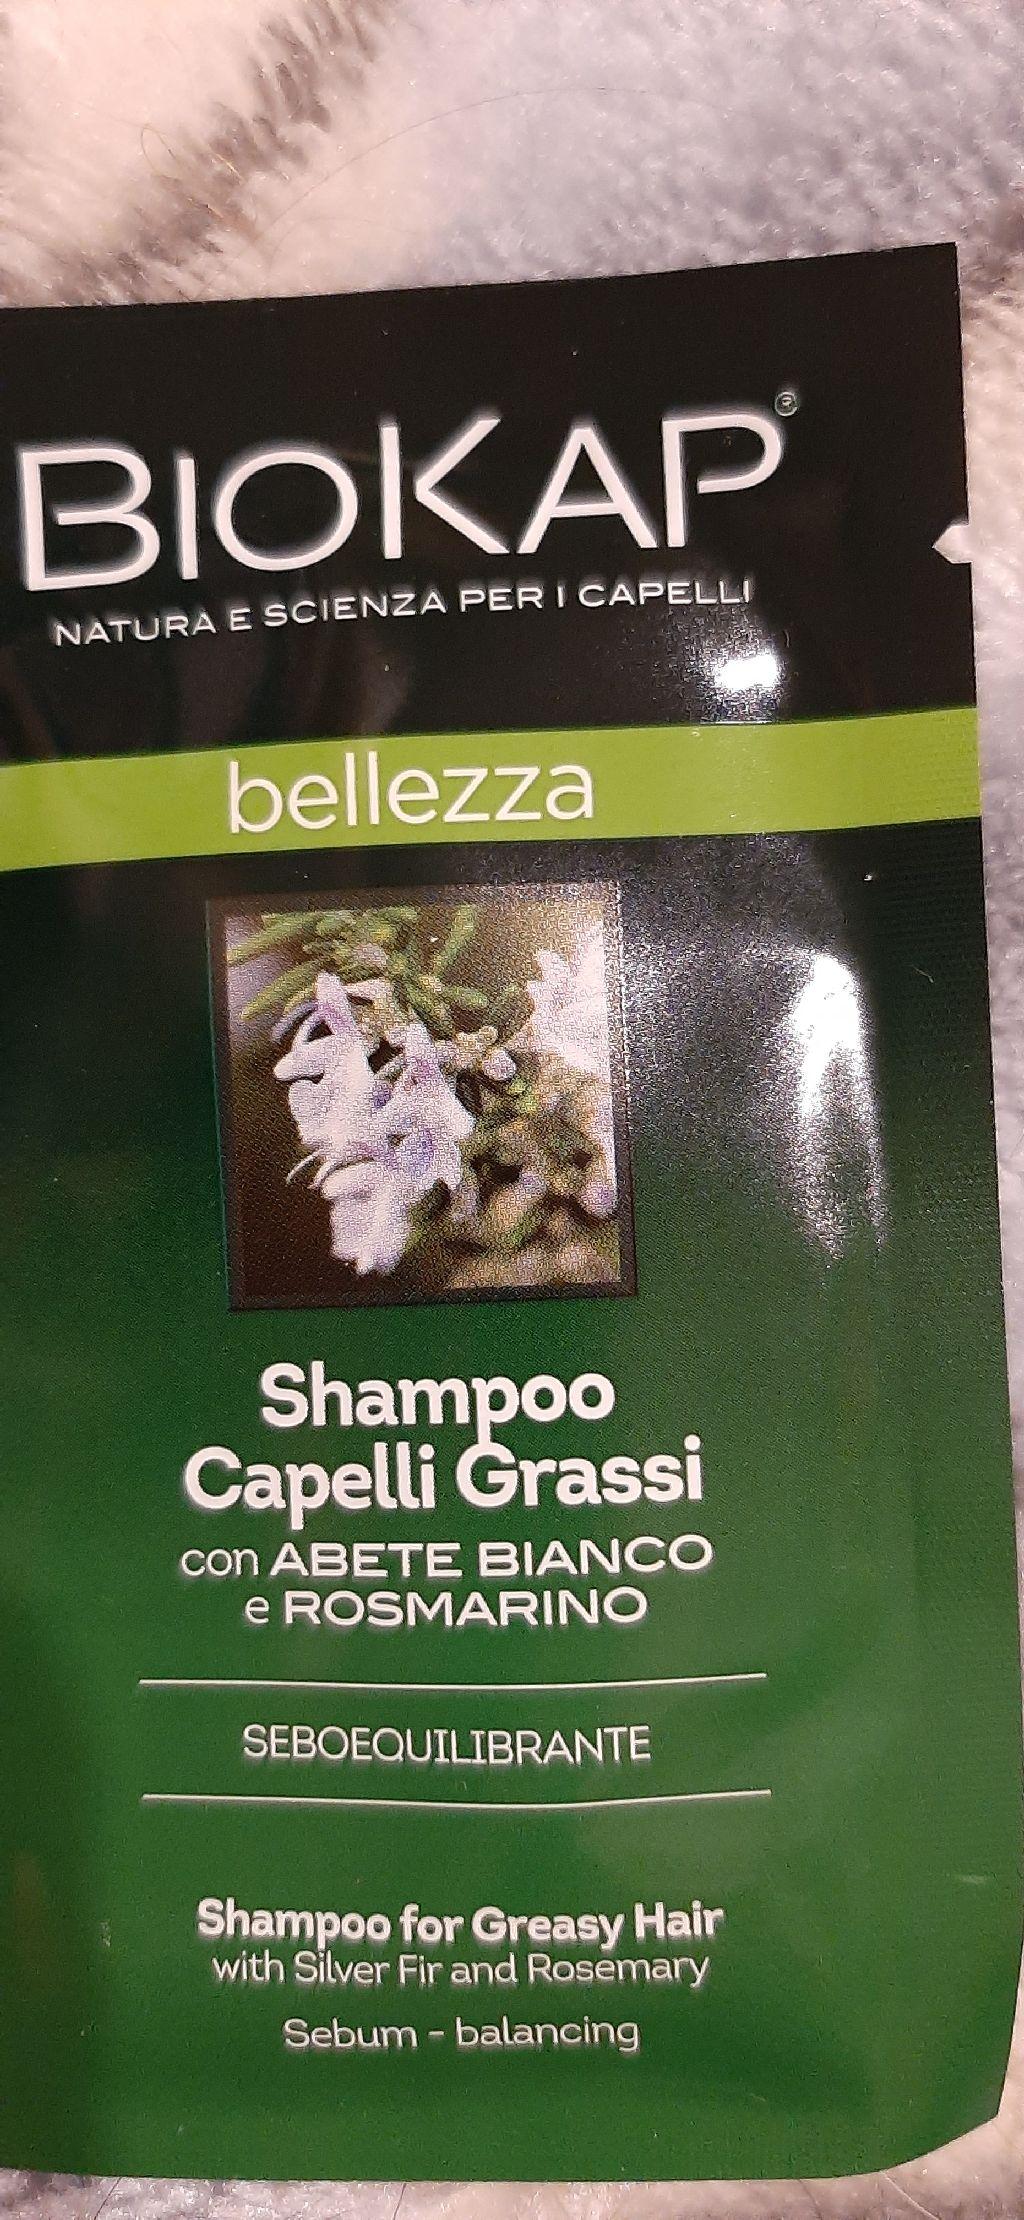 BIOKAP®
NATURA E SCIENZA PER I CAPELLI
bellezza
Shampoo
Capelli Grassi
con ABETE BIANCO
e ROSMARINO
SEBOEQUILIBRANTE
Shampoo for Greasy Hair
with Silver Fir and Rosemary
Sebum - balancing